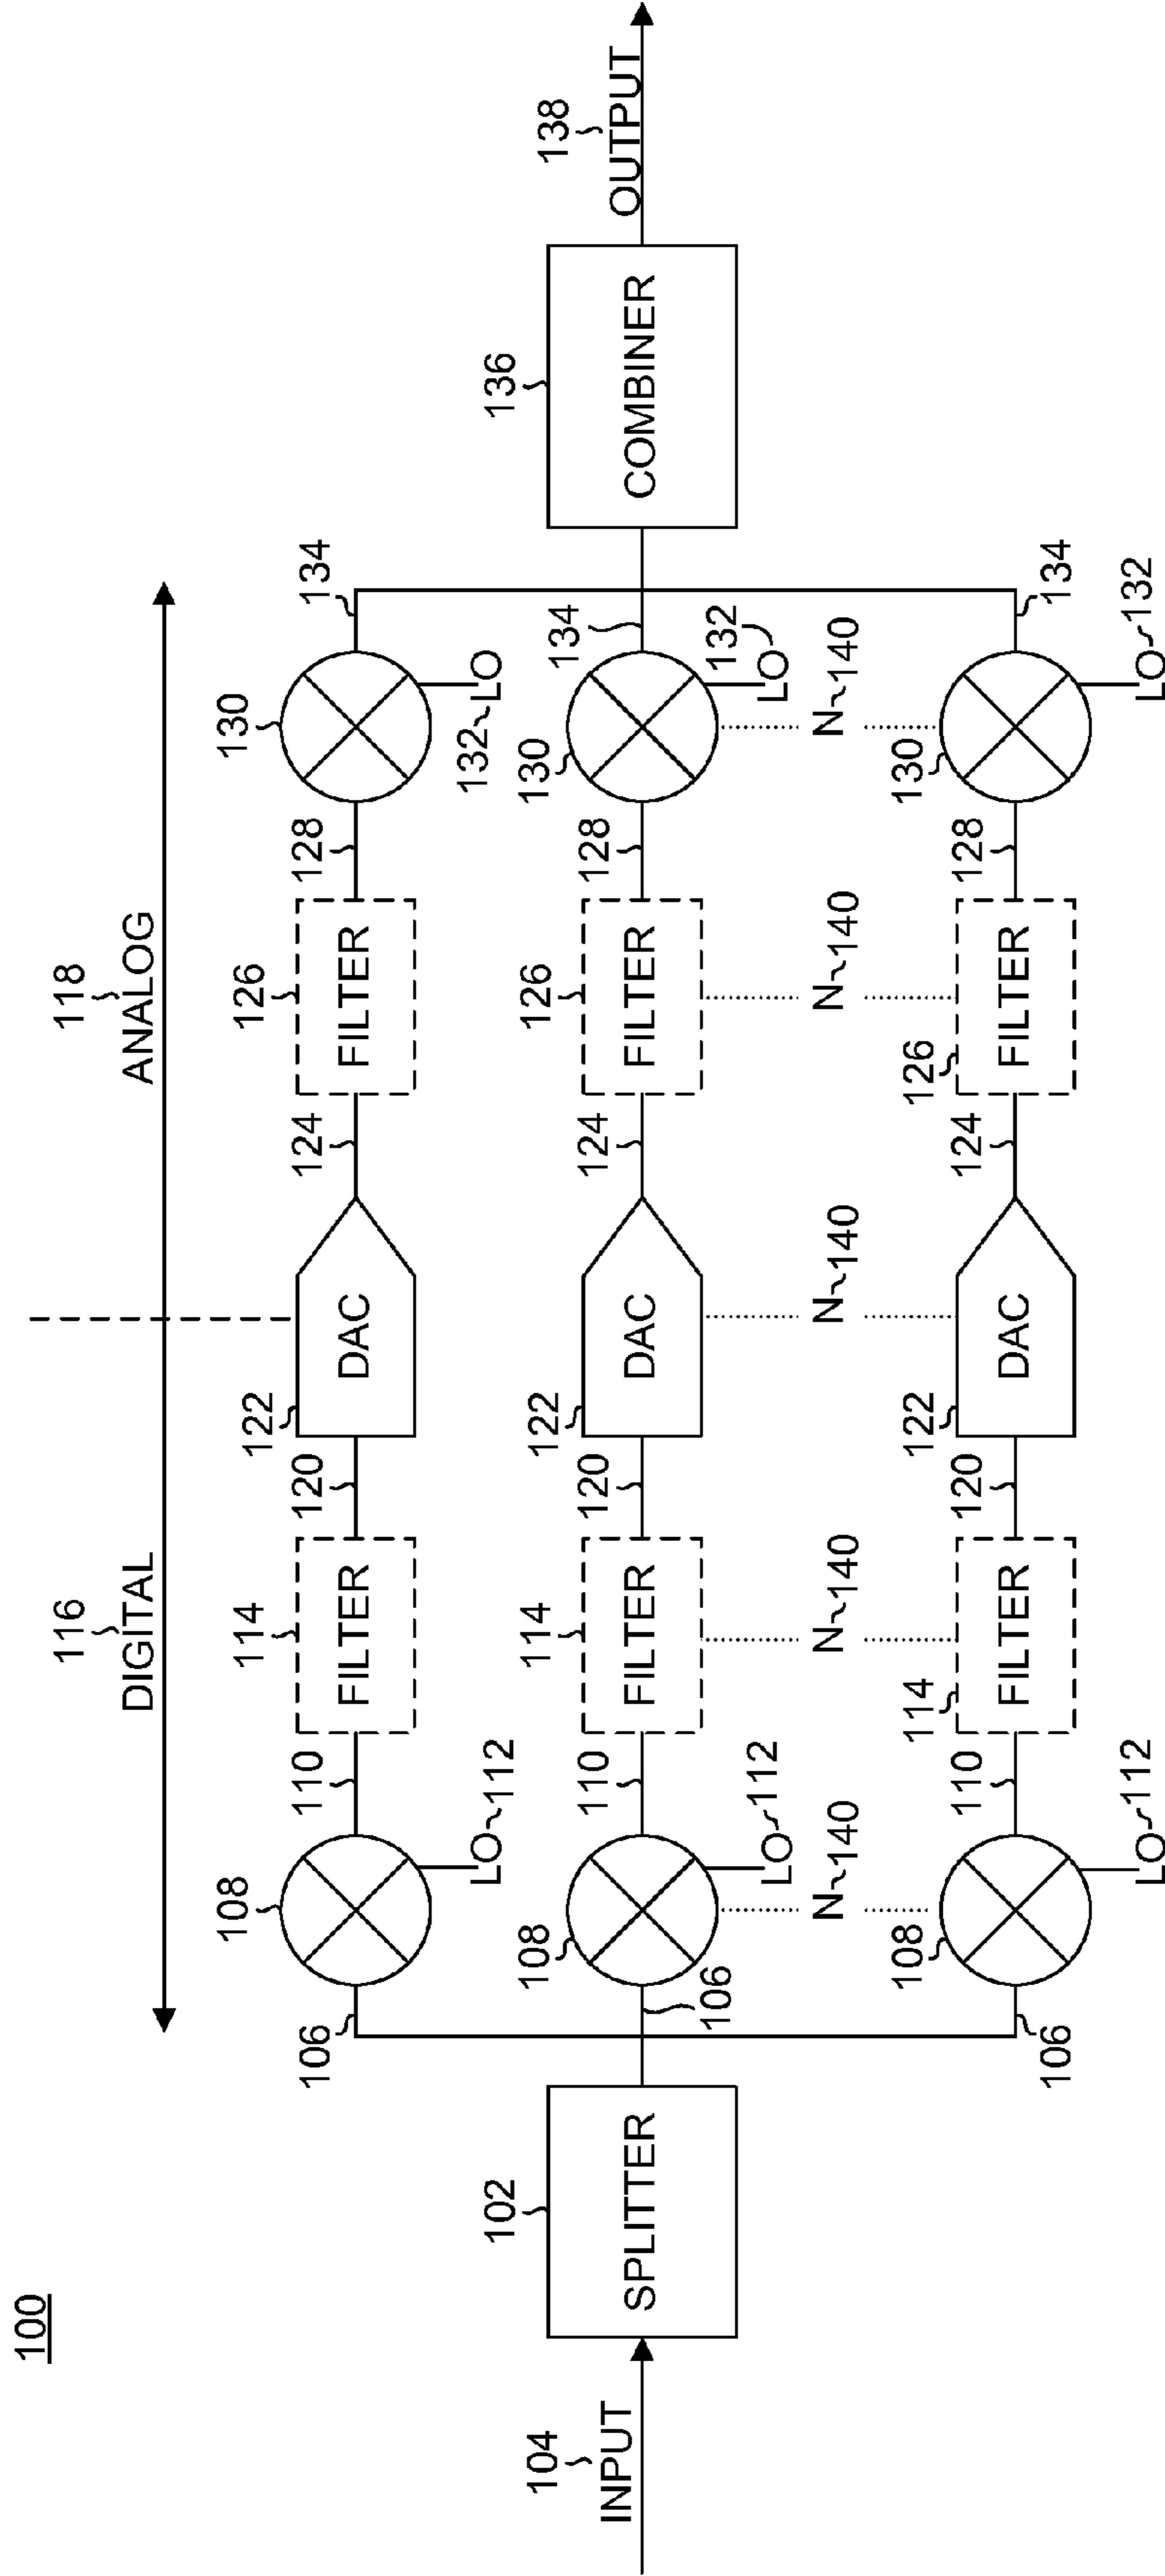 100
116
DIGITAL
118
ANALOG
104
INPUT
102
SPLITTER
106
108
LO
112
110
114
FILTER
120
122
DAC
124
126
FILTER
128
130
132
LO
134
106
108
LO
112
110
114
FILTER
120
122
DAC
124
126
FILTER
128
130
132
LO
134
N
140
N
140
N
140
N
140
N
140
106
108
LO
112
110
114
FILTER
120
122
DAC
124
126
FILTER
128
130
LO
132
134
136
COMBINER
138
OUTPUT